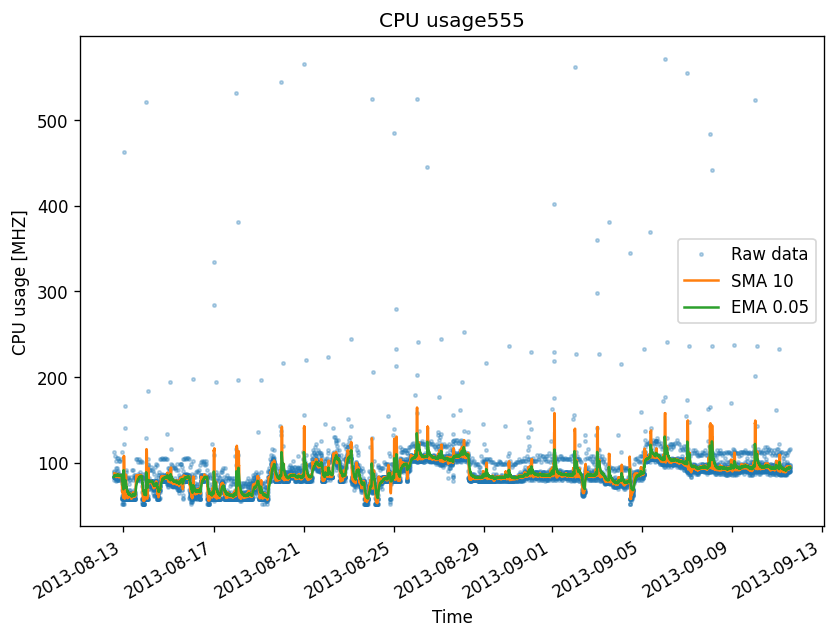 CPU usage555
CPU usage [MHZ]
500
400
300
200
100
Raw data
SMA 10
EMA 0.05
2013-08-13
2013-08-17
2013-08-21
2013-08-25
2013-08-29
2013-09-01
2013-09-05
2013-09-09
2013-09-13
Time